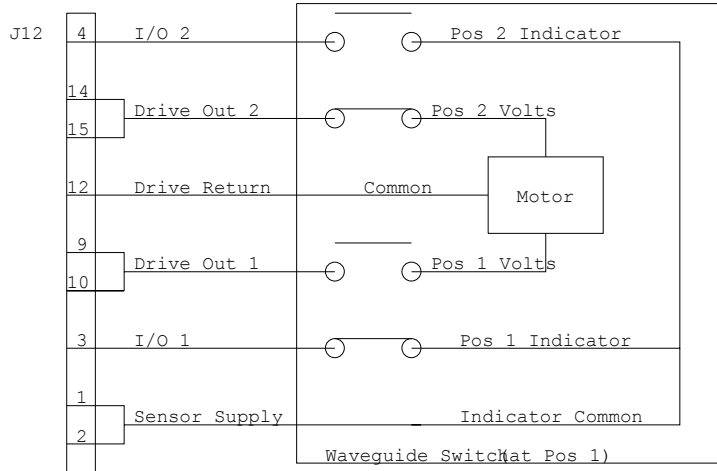 J12 4 I/O 2 Pos 2 Indicator
14
Drive Out 2 Pos 2 Volts
15
12 Drive Return Common Motor
9
Drive Out 1 Pos 1 Volts
10
3 I/O 1 Pos 1 Indicator
1
Sensor Supply Indicator Common
2
Waveguide Switch(at Pos 1)